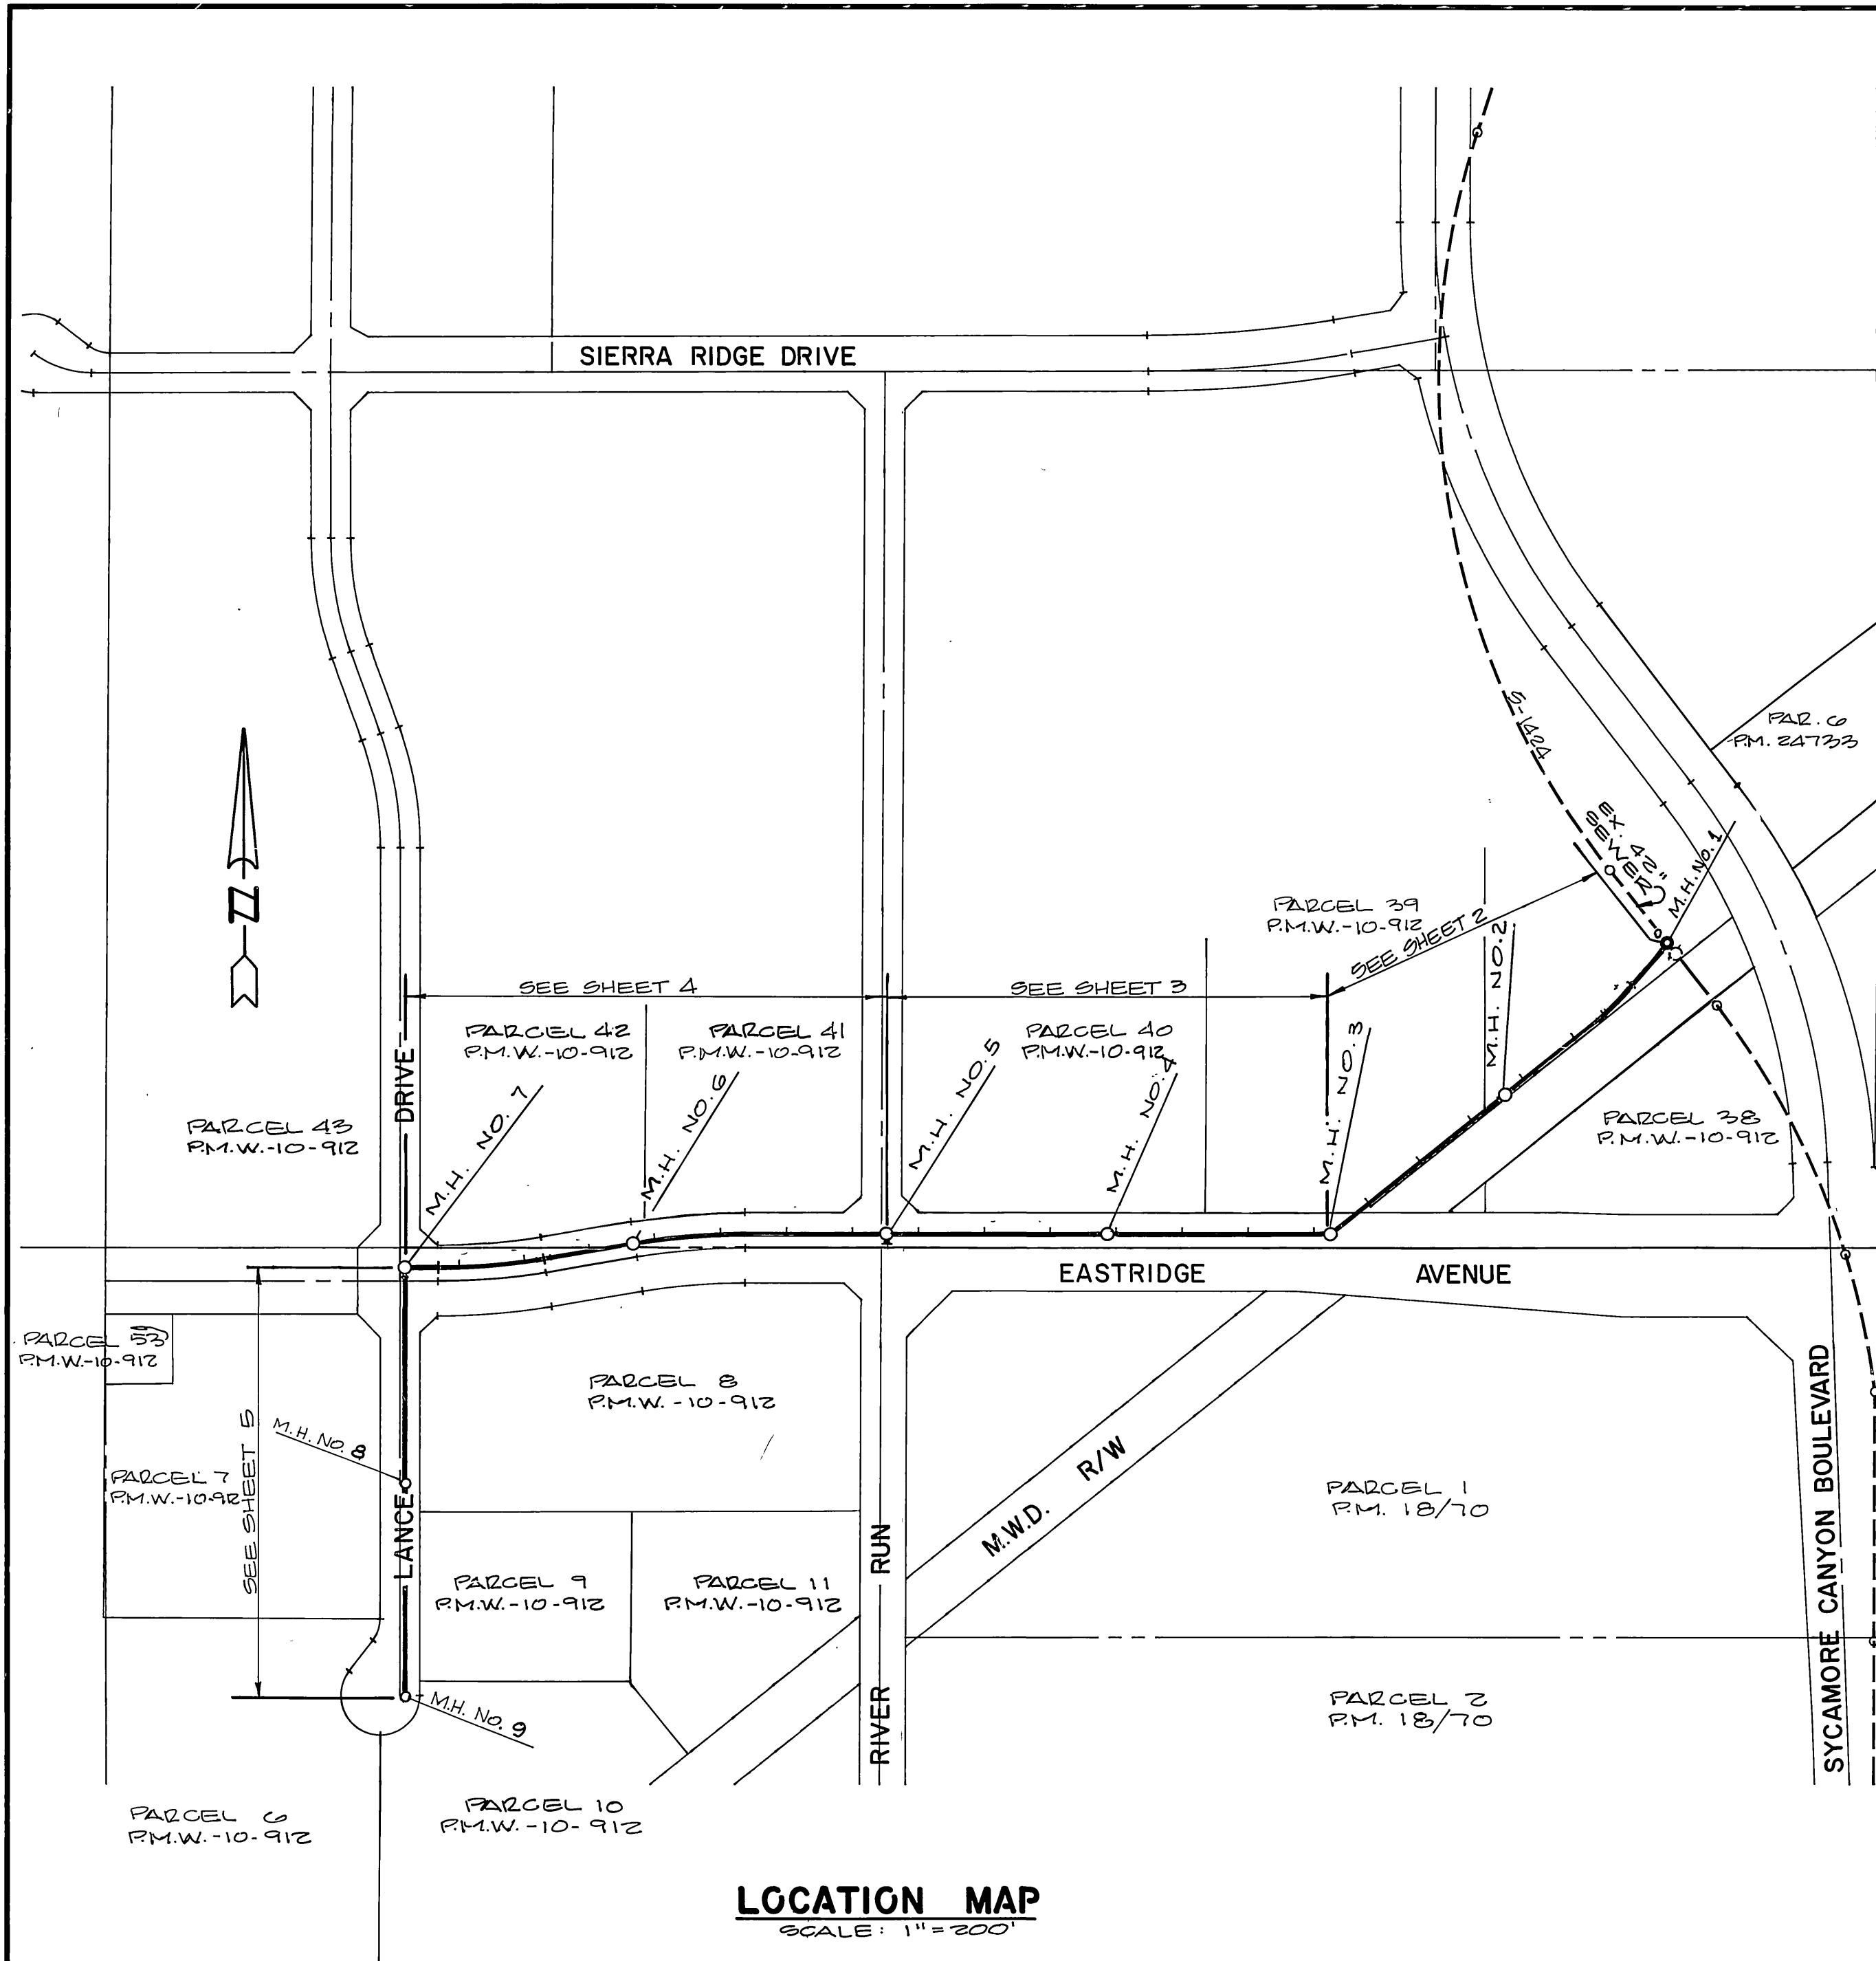 SIERRA RIDGE DRIVE
S-1424
PAR. 6
P.M. 24733
EX. 42"
SEWER
M.H. NO. 1
PARCEL 39
P.M.W.-10-912
SEE SHEET 2
M.H. NO. 2
SEE SHEET 4
SEE SHEET 3
PARCEL 42
P.M.W.-10-912
PARCEL 41
P.M.W.-10-912
PARCEL 40
P.M.W.-10-912
DRIVE
M.H. NO. 7
M.H. NO. 6
M.H. NO. 5
M.H. NO. 4
M.H. NO. 3
PARCEL 43
P.M.W.-10-912
PARCEL 38
P.M.W.-10-912
N
EASTRIDGE AVENUE
PARCEL 53
P.M.W.-10-912
PARCEL 8
P.M.W.-10-912
SEE SHEET 5
M.H. NO. 8
PARCEL 7
P.M.W.-10-912
LANCE
M.W.D. R/W
PARCEL 1
P.M. 18/70
SYCAMORE CANYON BOULEVARD
PARCEL 9
P.M.W.-10-912
PARCEL 11
P.M.W.-10-912
RIVER RUN
M.H. NO. 9
PARCEL 2
P.M. 18/70
PARCEL 6
P.M.W.-10-912
PARCEL 10
P.M.W.-10-912
LOCATION MAP
SCALE: 1"=200'